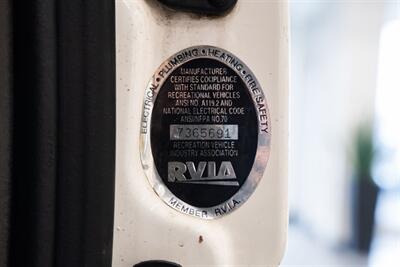 ELECTRICAL • PLUMBING • HEATING • FIRE SAFETY
MANUFACTURER
CERTIFIES COMPLIANCE
WITH STANDARD FOR
RECREATIONAL VEHICLES
ANSI NO. A119.2 AND
NATIONAL ELECTRICAL CODE
ANSI/NFPA NO.70
7365691
RECREATION VEHICLE
INDUSTRY ASSOCIATION
RVIA
MEMBER, R.V.I.A.